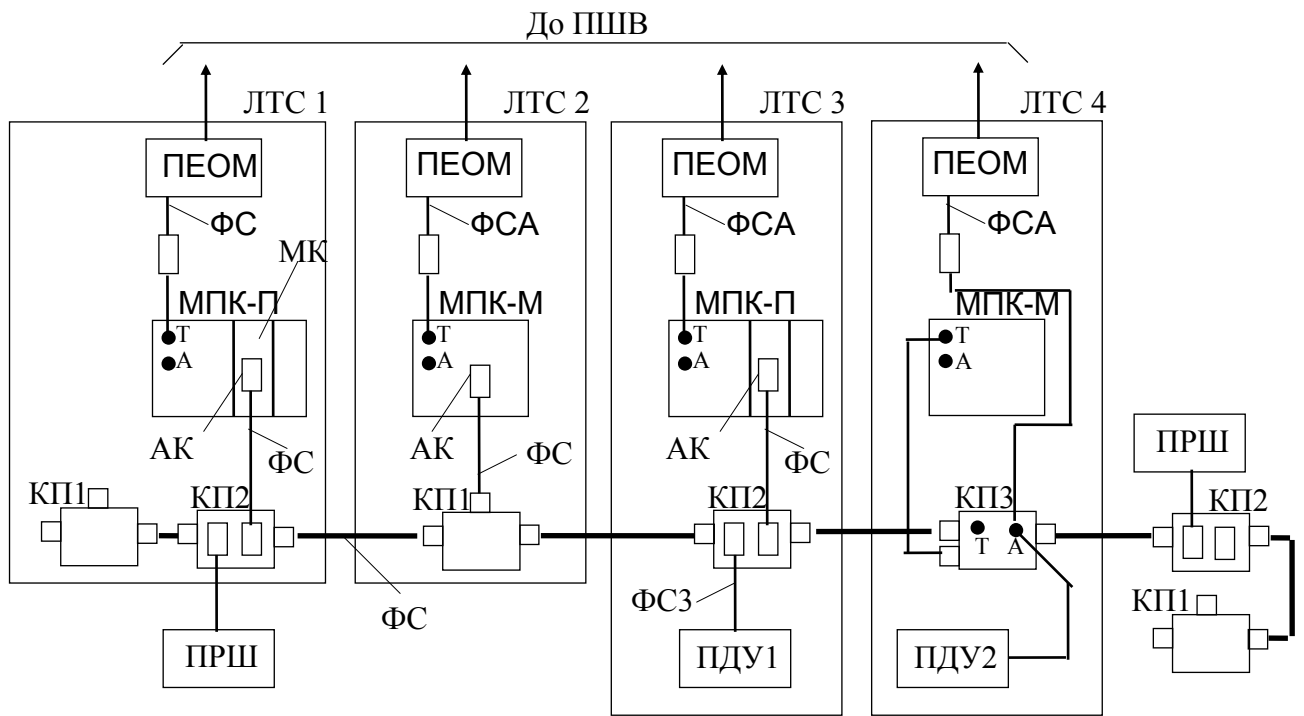 До ПШВ
ЛТС 1
ЛТС 2
ЛТС 3
ЛТС 4
ПЕОМ
ПЕОМ
ПЕОМ
ПЕОМ
ФС
ФСА
ФСА
ФСА
МК
МПК-П
МПК-М
МПК-П
МПК-М
Т
Т
Т
Т
А
А
А
А
АК
ФС
АК
ФС
АК
ФС
ПРШ
КП1
КП2
КП1
КП2
КП3
КП2
Т
А
ФС
ФС3
КП1
ПРШ
ПДУ1
ПДУ2